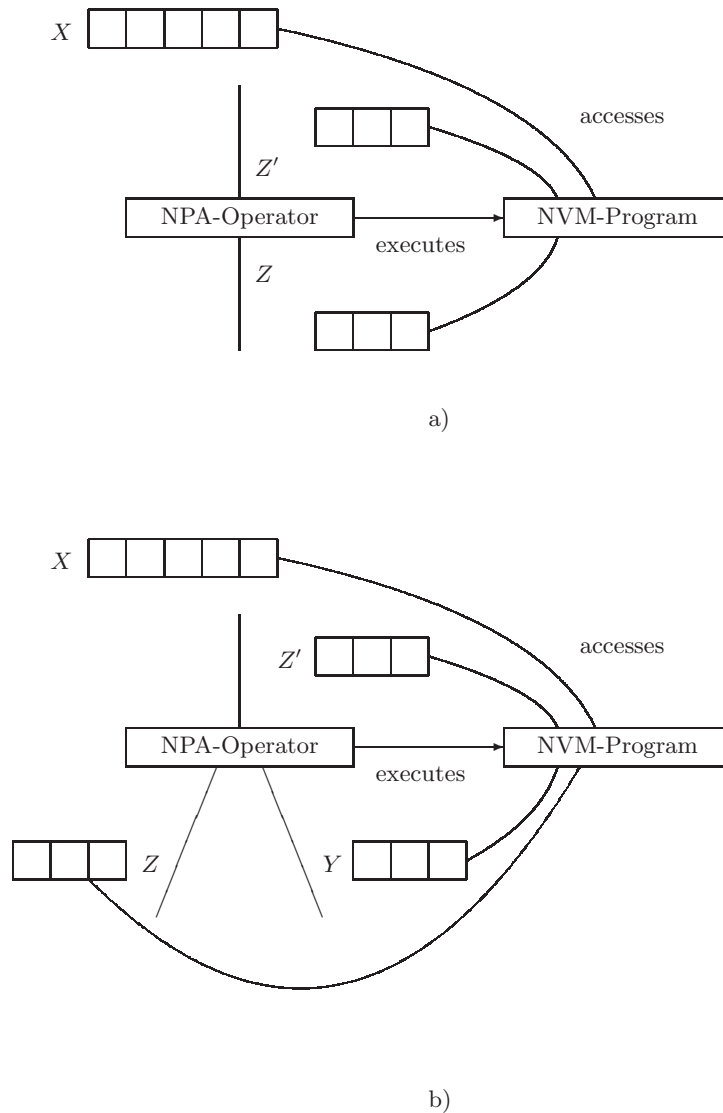 X
accesses
Z′
NPA-Operator
NVM-Program
executes
Z
a)
X
accesses
Z′
NPA-Operator
NVM-Program
executes
Z
Y
b)